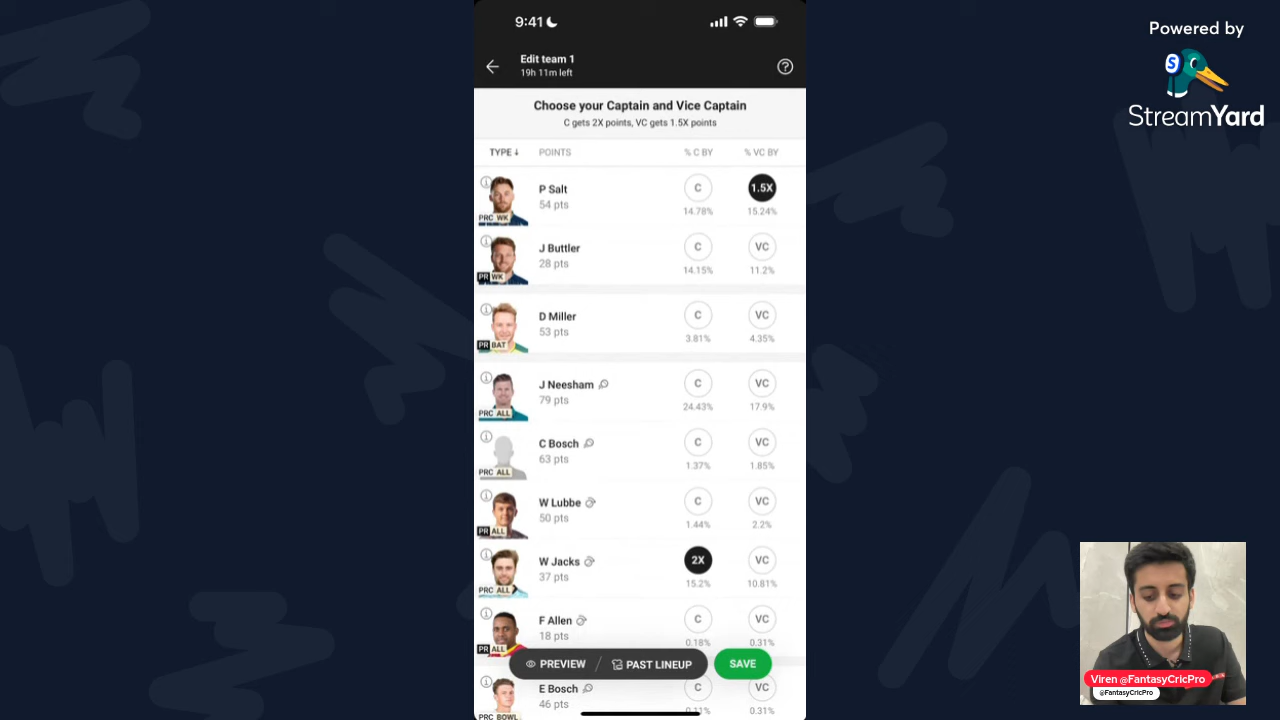 Powered by
StreamYard
9:41
Edit team 1
19h 11m left
Choose your Captain and Vice Captain
C gets 2X points, VC gets 1.5X points
TYPE POINTS % C BY % VC BY
P Salt
54 pts
PRC WK
C 1.5X
14.78% 15.24%
J Buttler
28 pts
PR WK
C VC
14.15% 11.2%
D Miller
53 pts
PR BAT
C VC
3.81% 4.35%
J Neesham
79 pts
PRC ALL
C VC
24.43% 17.9%
C Bosch
63 pts
PRC ALL
C VC
1.37% 1.85%
W Lubbe
50 pts
PR ALL
C VC
1.44% 2.2%
W Jacks
37 pts
PRC ALL
2X VC
15.2% 10.81%
F Allen
18 pts
PR ALL
C VC
0.18% 0.31%
PREVIEW / PAST LINEUP SAVE
E Bosch
46 pts
PRC BOWL
C VC
0.11% 0.31%
Viren @FantasyCricPro
@FantasyCricPro